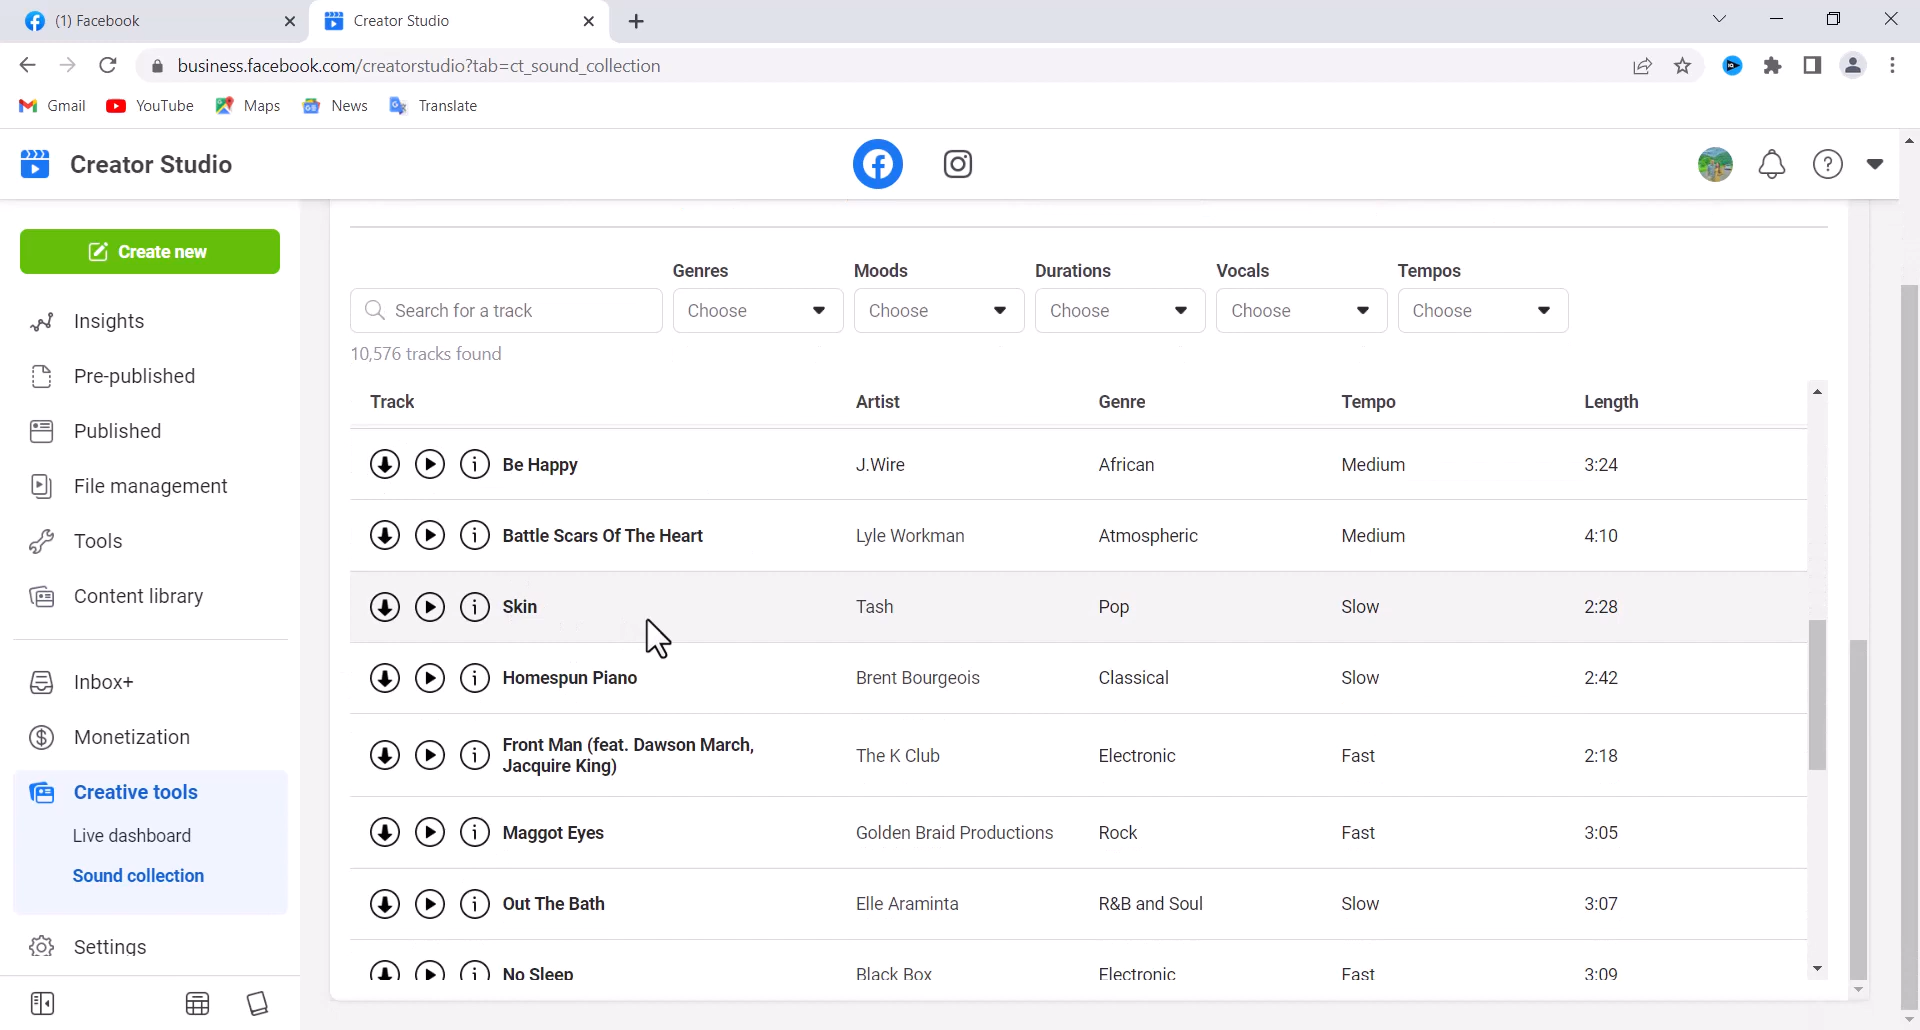 (1) Facebook
Creator Studio
business.facebook.com/creatorstudio?tab=ct_sound_collection
Gmail YouTube Maps News Translate
Creator Studio
Create new
Insights
Pre-published
Published
File management
Tools
Content library
Inbox+
Monetization
Creative tools
Live dashboard
Sound collection
Settings
Genres Moods Durations Vocals Tempos
Search for a track Choose Choose Choose Choose Choose
10,576 tracks found
Track Artist Genre Tempo Length
Be Happy J.Wire African Medium 3:24
Battle Scars Of The Heart Lyle Workman Atmospheric Medium 4:10
Skin Tash Pop Slow 2:28
Homespun Piano Brent Bourgeois Classical Slow 2:42
Front Man (feat. Dawson March,
Jacquire King) The K Club Electronic Fast 2:18
Maggot Eyes Golden Braid Productions Rock Fast 3:05
Out The Bath Elle Araminta R&B and Soul Slow 3:07
No Sleep Black Box Electronic Fast 3:09